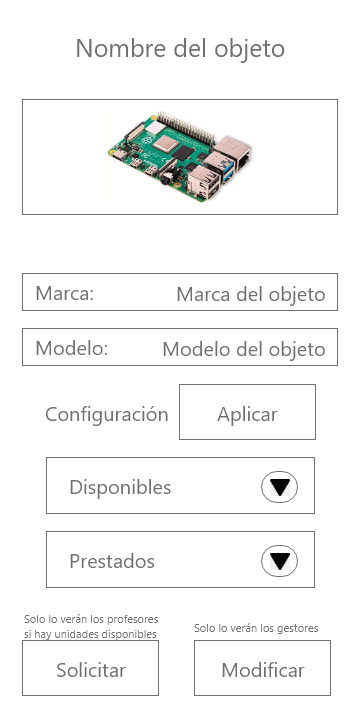 Nombre del objeto
Marca: Marca del objeto
Modelo: Modelo del objeto
Configuración Aplicar
Disponibles
Prestados
Solo lo verán los profesores
si hay unidades disponibles
Solo lo verán los gestores
Solicitar Modificar